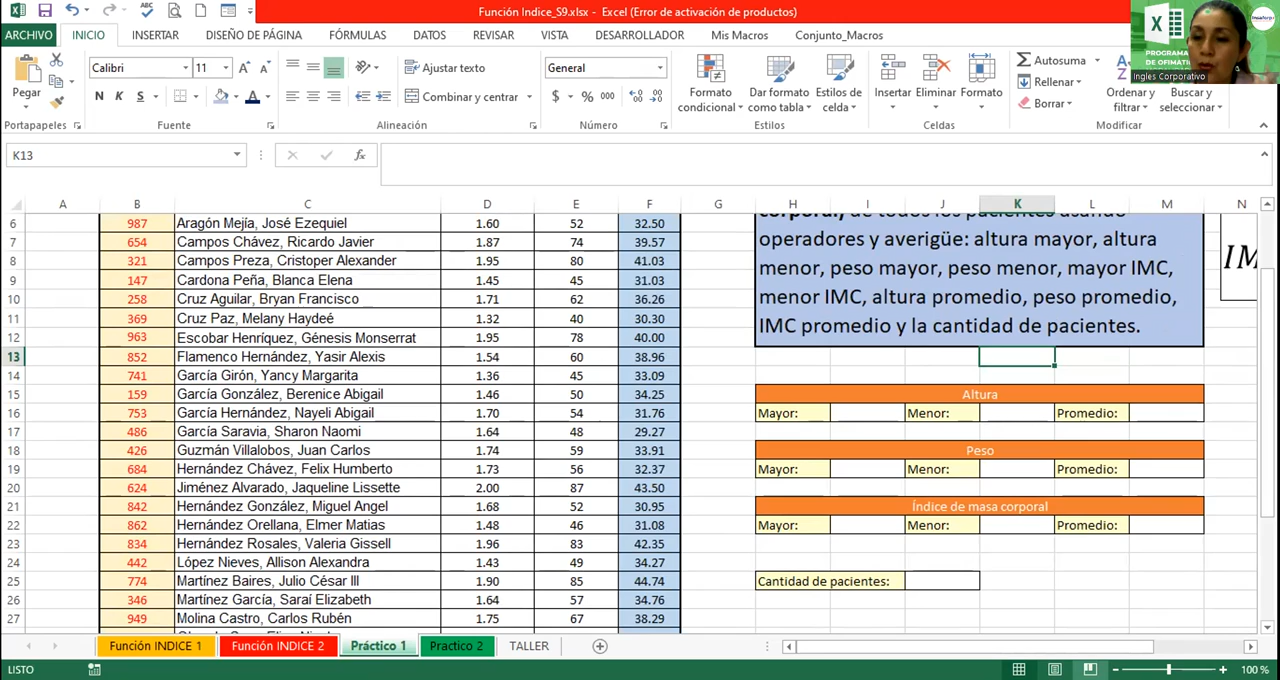 Función Indice_S9.xlsx - Excel (Error de activación de productos)
ARCHIVO INICIO INSERTAR DISEÑO DE PÁGINA FÓRMULAS DATOS REVISAR VISTA DESARROLLADOR Mis Macros Conjunto_Macros
PROGRAMA
DE OFIMÁTICA
Ingles Corporativo
Pegar
Calibri 11
N K S
Ajustar texto
Combinar y centrar
General
$ % 000
Formato condicional
Dar formato como tabla
Estilos de celda
Insertar Eliminar Formato
Autosuma
Rellenar
Borrar
Ordenar y filtrar
Buscar y seleccionar
Portapapeles Fuente Alineación Número Estilos Celdas Modificar
K13 fx
A B C D E F G H I J K L M N
6 987 Aragón Mejía, José Ezequiel 1.60 52 32.50
7 654 Campos Chávez, Ricardo Javier 1.87 74 39.57
8 321 Campos Preza, Cristoper Alexander 1.95 80 41.03
9 147 Cardona Peña, Blanca Elena 1.45 45 31.03
10 258 Cruz Aguilar, Bryan Francisco 1.71 62 36.26
11 369 Cruz Paz, Melany Haydeé 1.32 40 30.30
12 963 Escobar Henríquez, Génesis Monserrat 1.95 78 40.00
13 852 Flamenco Hernández, Yasir Alexis 1.54 60 38.96
14 741 García Girón, Yancy Margarita 1.36 45 33.09
15 159 García González, Berenice Abigail 1.46 50 34.25
16 753 García Hernández, Nayeli Abigail 1.70 54 31.76
17 486 García Saravia, Sharon Naomi 1.64 48 29.27
18 426 Guzmán Villalobos, Juan Carlos 1.74 59 33.91
19 684 Hernández Chávez, Felix Humberto 1.73 56 32.37
20 624 Jiménez Alvarado, Jaqueline Lissette 2.00 87 43.50
21 842 Hernández González, Miguel Angel 1.68 52 30.95
22 862 Hernández Orellana, Elmer Matias 1.48 46 31.08
23 834 Hernández Rosales, Valeria Gissell 1.96 83 42.35
24 442 López Nieves, Allison Alexandra 1.43 49 34.27
25 774 Martínez Baires, Julio César III 1.90 85 44.74
26 346 Martínez García, Saraí Elizabeth 1.64 57 34.76
27 949 Molina Castro, Carlos Rubén 1.75 67 38.29
corporal) de todos los pacientes usando
operadores y averigüe: altura mayor, altura
menor, peso mayor, peso menor, mayor IMC,
menor IMC, altura promedio, peso promedio,
IMC promedio y la cantidad de pacientes.
IM
Altura
Mayor: Menor: Promedio:
Peso
Mayor: Menor: Promedio:
Índice de masa corporal
Mayor: Menor: Promedio:
Cantidad de pacientes:
Función INDICE 1 Función INDICE 2 Práctico 1 Practico 2 TALLER
LISTO 100 %